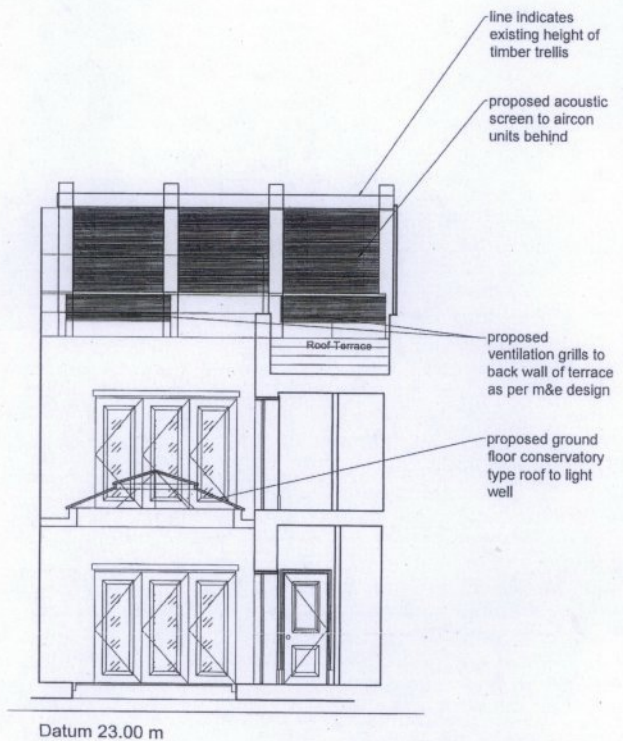 line indicates
existing height of
timber trellis
proposed acoustic
screen to aircon
units behind
Roof Terrace
proposed
ventilation grills to
back wall of terrace
as per m&e design
proposed ground
floor conservatory
type roof to light
well
Datum 23.00 m